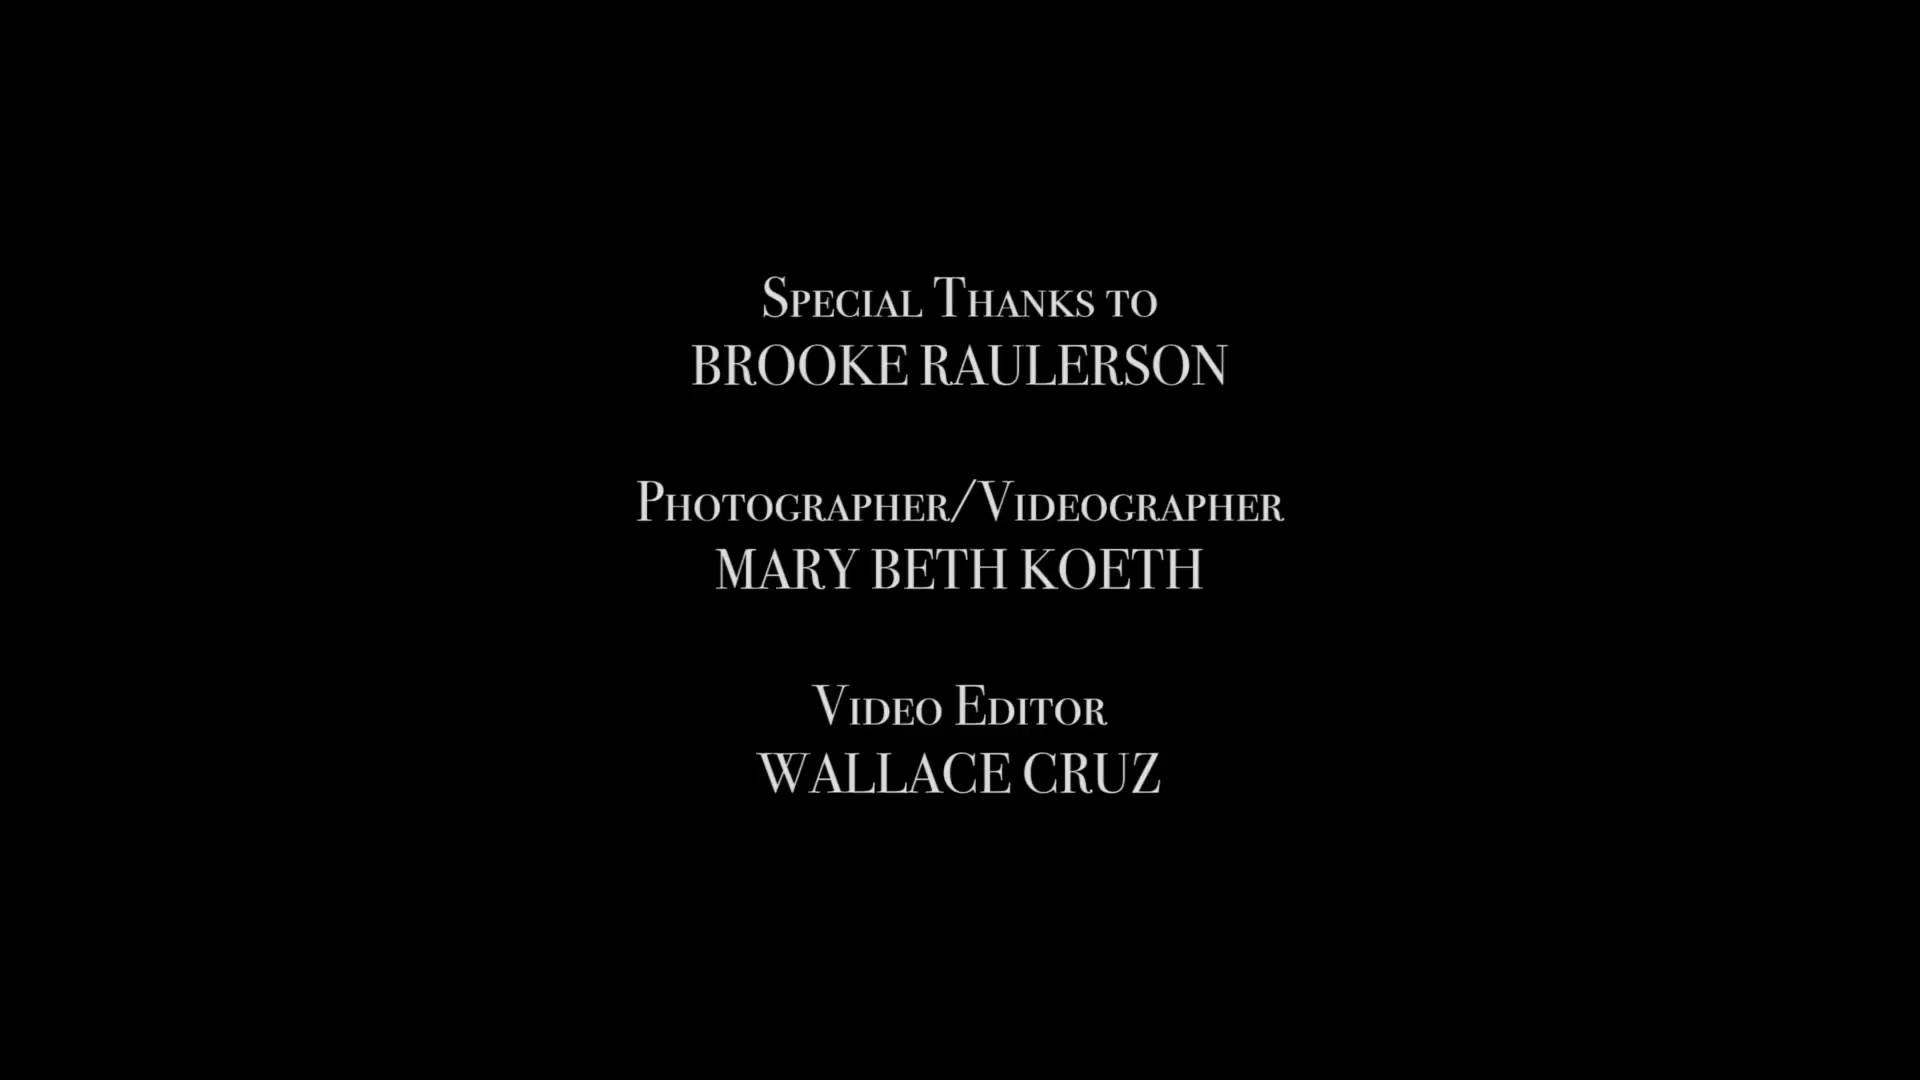 Special Thanks to
BROOKE RAULERSON
Photographer/Videographer
MARY BETH KOETH
Video Editor
WALLACE CRUZ